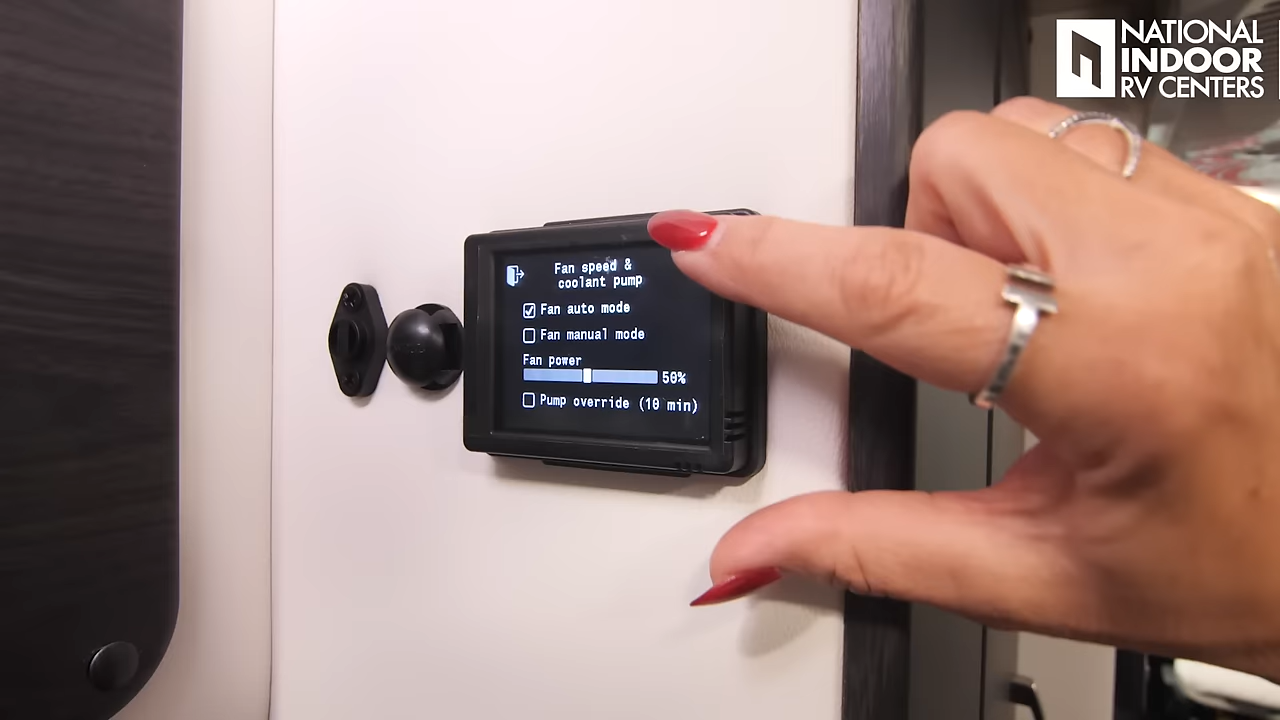 NATIONAL
INDOOR
RV CENTERS
Fan speed &
coolant pump
Fan auto mode
Fan manual mode
Fan power
50%
Pump override (10 min)